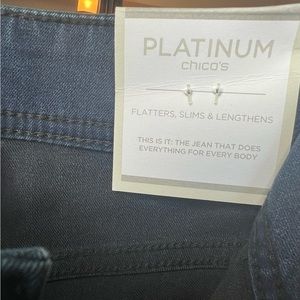 PLATINUM
chico's
FLATTERS, SLIMS & LENGTHENS
THIS IS IT: THE JEAN THAT DOES
EVERYTHING FOR EVERY BODY